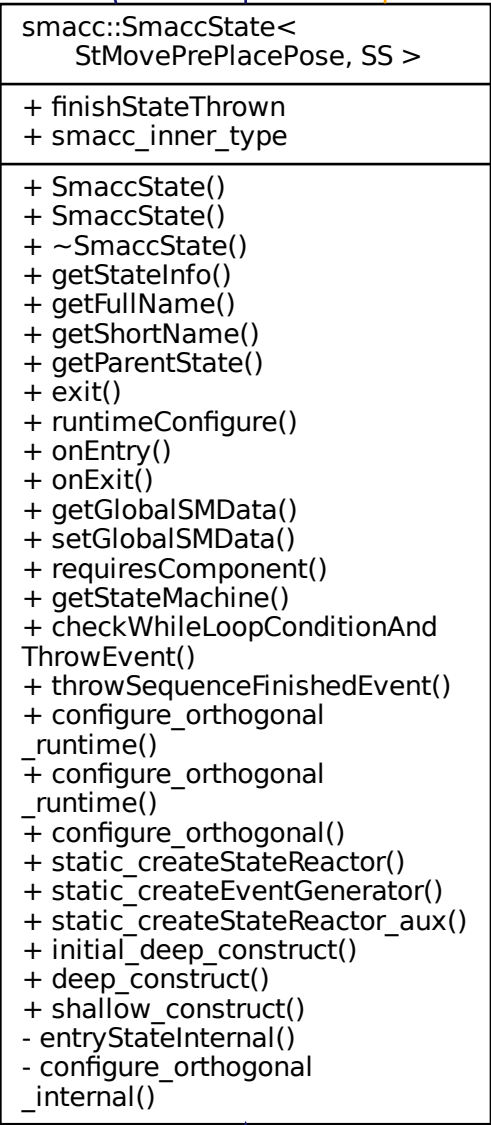 smacc::SmaccState<
StMovePrePlacePose, SS >
+ finishStateThrown
+ smacc_inner_type
+ SmaccState()
+ SmaccState()
+ ~SmaccState()
+ getStateInfo()
+ getFullName()
+ getShortName()
+ getParentState()
+ exit()
+ runtimeConfigure()
+ onEntry()
+ onExit()
+ getGlobalSMData()
+ setGlobalSMData()
+ requiresComponent()
+ getStateMachine()
+ checkWhileLoopConditionAnd
ThrowEvent()
+ throwSequenceFinishedEvent()
+ configure_orthogonal
_runtime()
+ configure_orthogonal
_runtime()
+ configure_orthogonal()
+ static_createStateReactor()
+ static_createEventGenerator()
+ static_createStateReactor_aux()
+ initial_deep_construct()
+ deep_construct()
+ shallow_construct()
- entryStateInternal()
- configure_orthogonal
_internal()